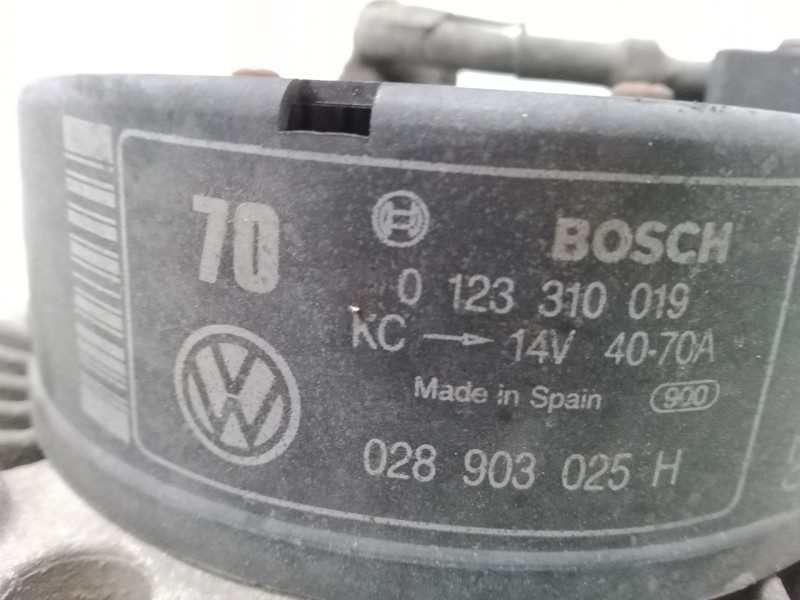 70
BOSCH
0 123 310 019
KC → 14V 40-70A
Made in Spain 900
028 903 025 H